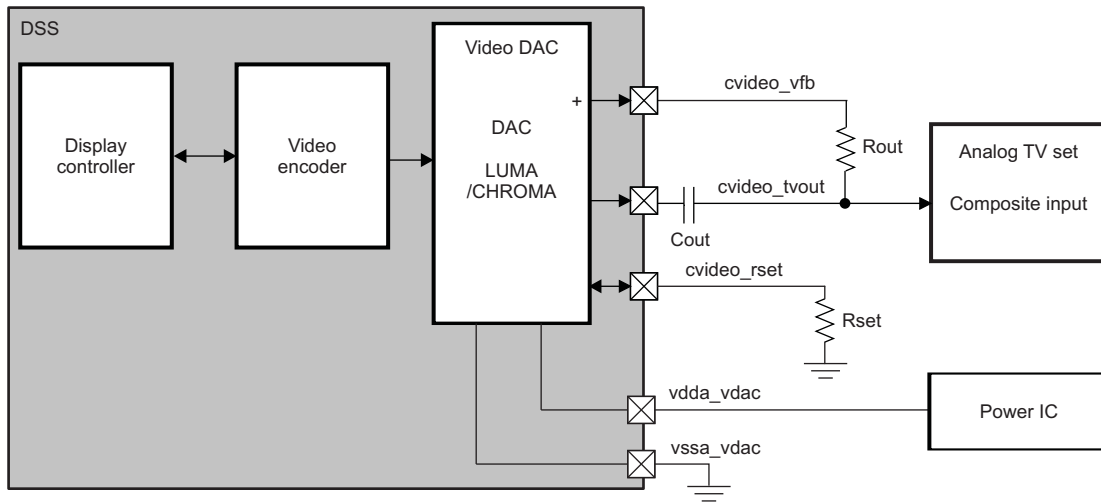 DSS
Display
controller
Video
encoder
Video DAC
+
DAC
LUMA
/CHROMA
cvideo_vfb
Rout
cvideo_tvout
Cout
cvideo_rset
Rset
Analog TV set
Composite input
vdda_vdac
Power IC
vssa_vdac